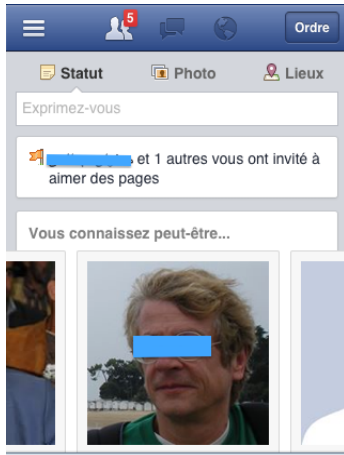 5
Ordre
Statut Photo Lieux
Exprimez-vous
et 1 autres vous ont invité à
aimer des pages
Vous connaissez peut-être...